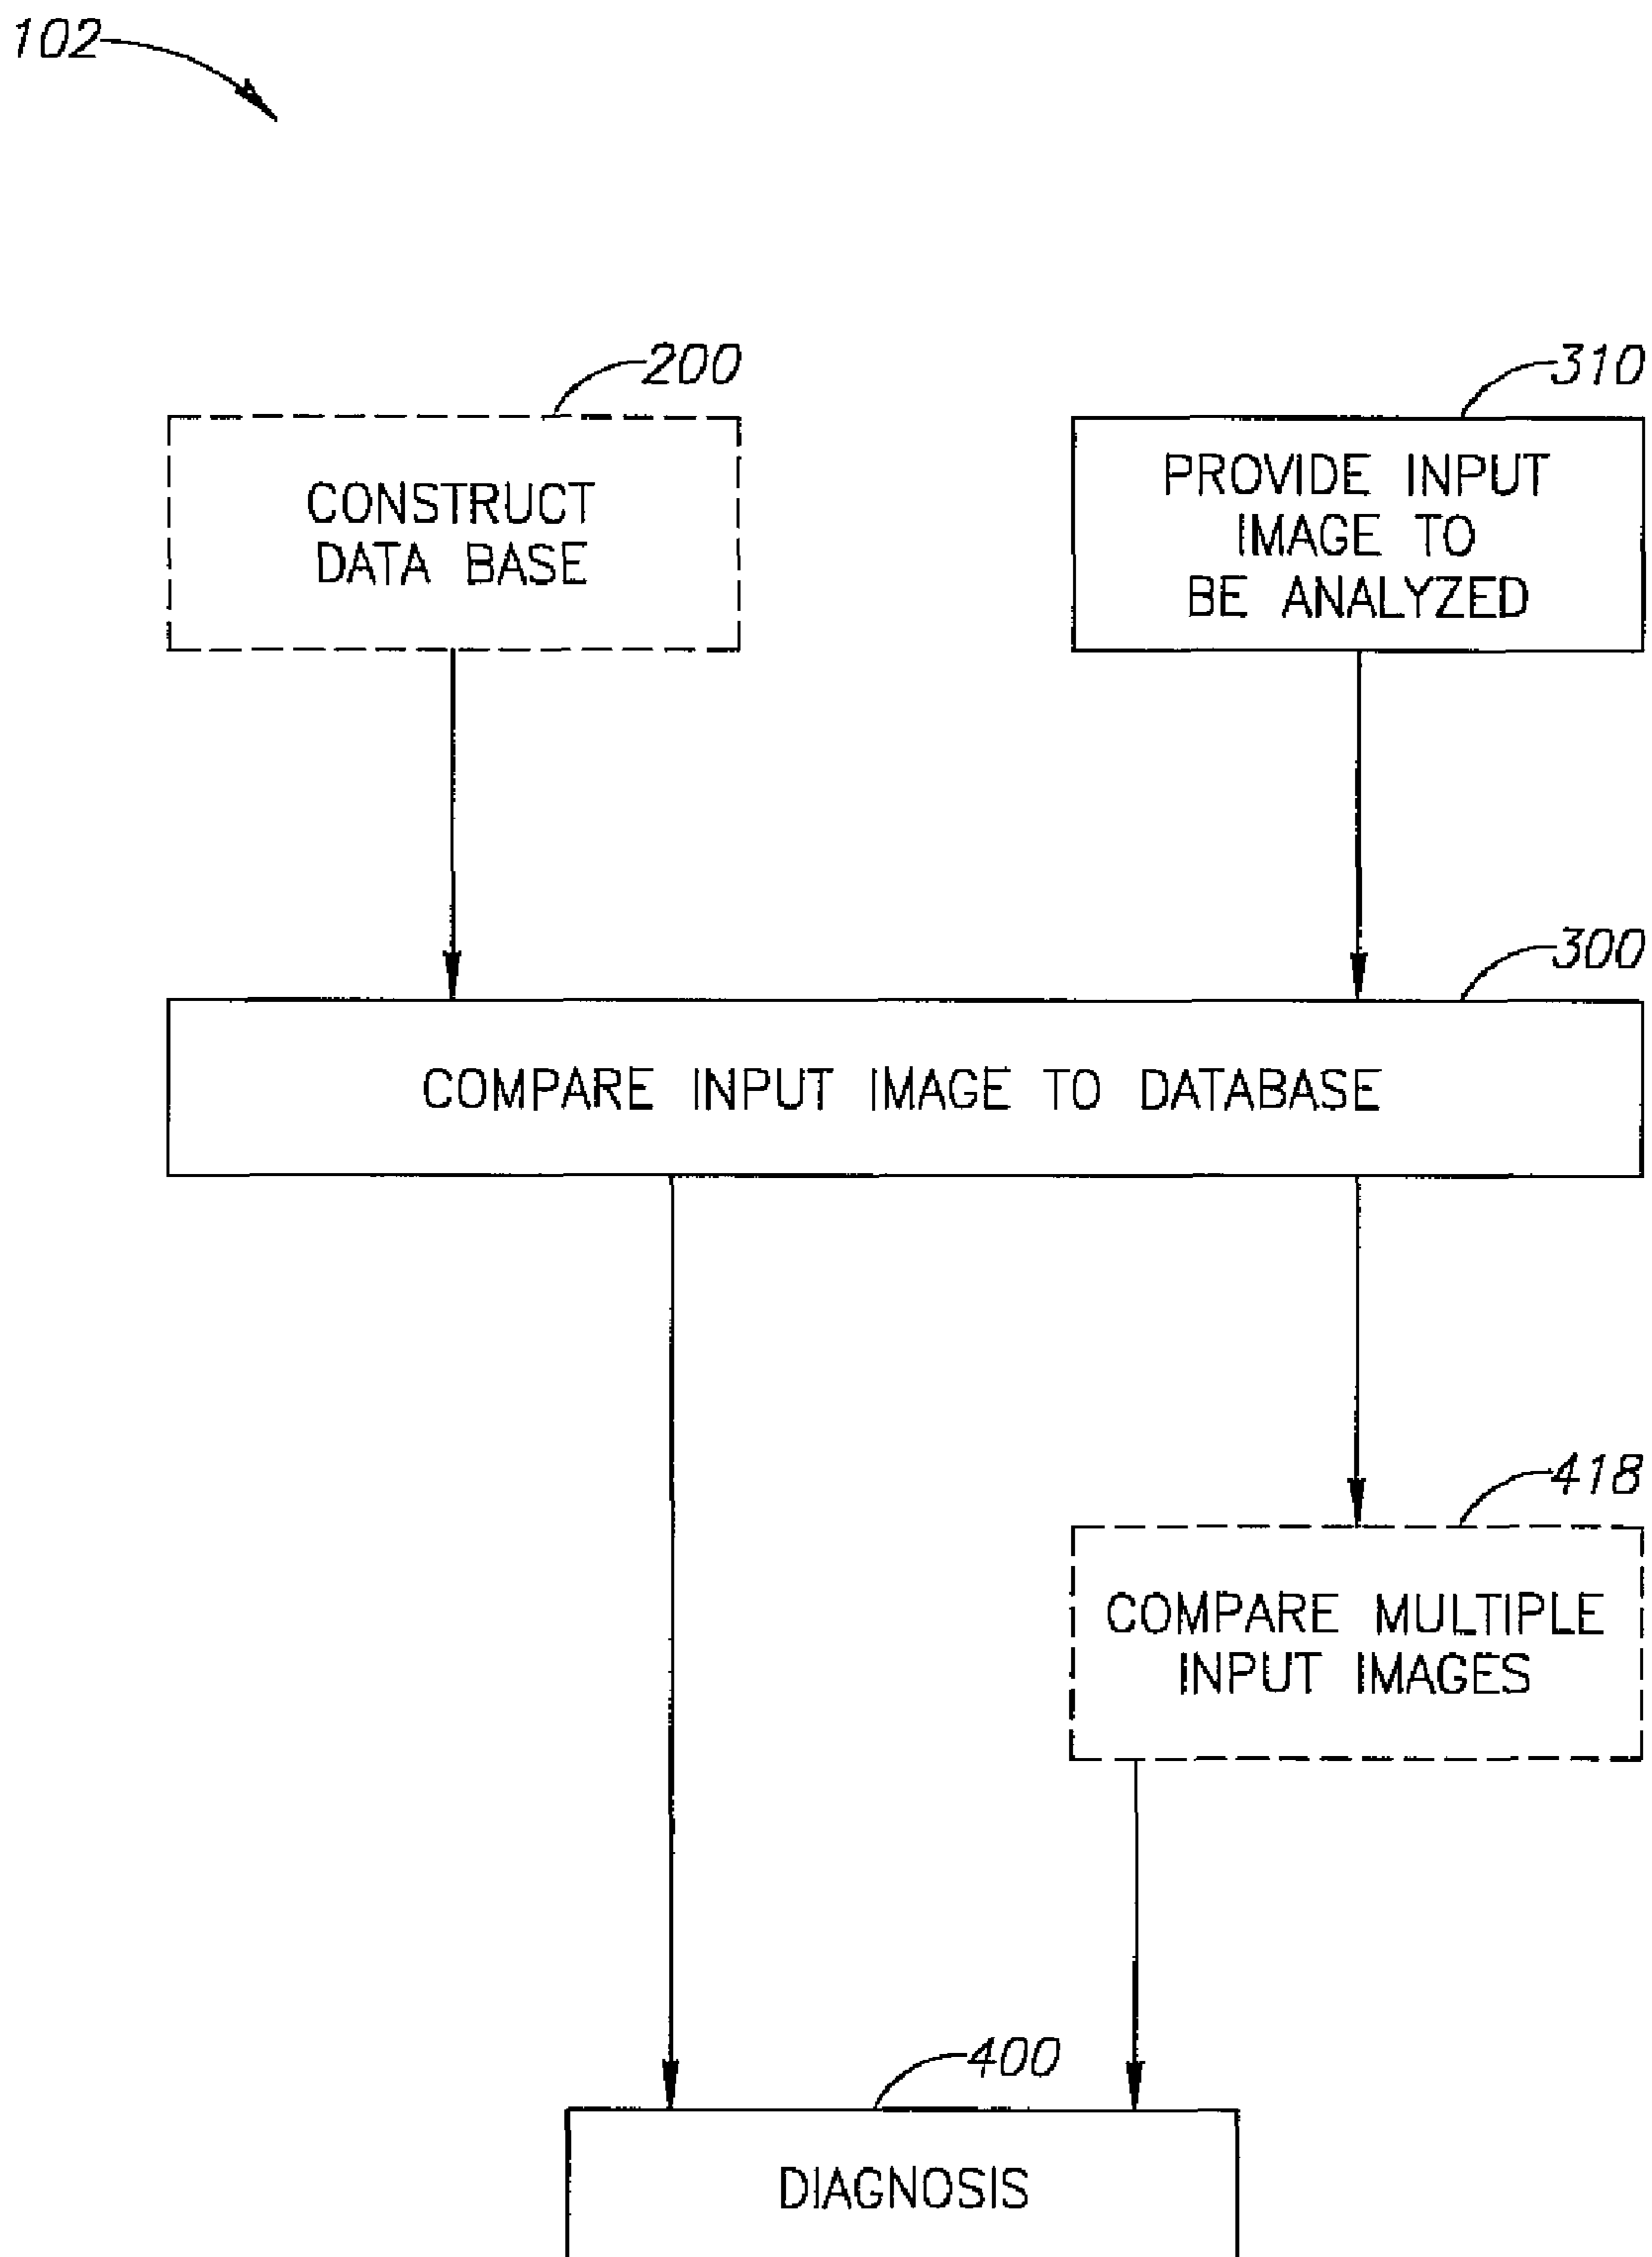 102
200
310
CONSTRUCT
DATA BASE
PROVIDE INPUT
IMAGE TO
BE ANALYZED
300
COMPARE INPUT IMAGE TO DATABASE
418
COMPARE MULTIPLE
INPUT IMAGES
400
DIAGNOSIS